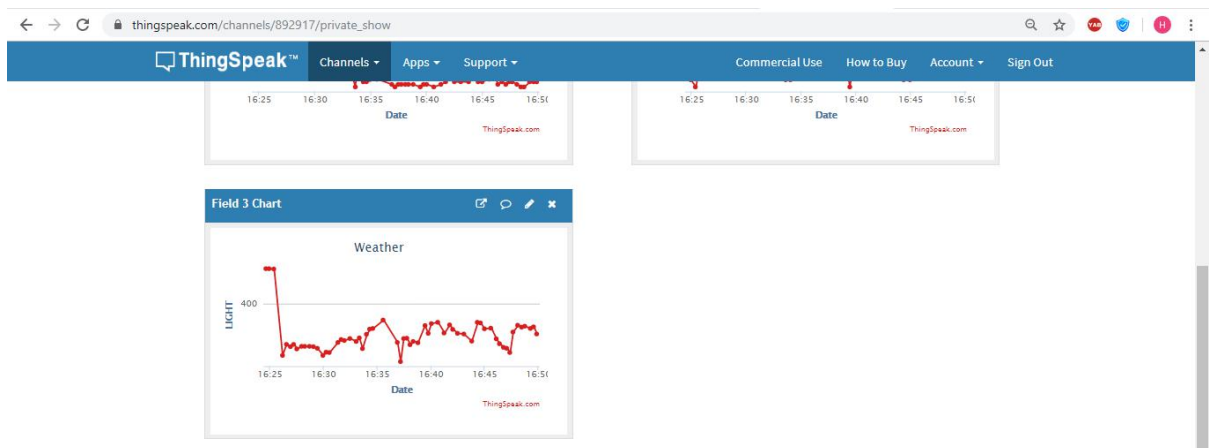 thingspeak.com/channels/892917/private_show
YAB
H
ThingSpeak™ Channels Apps Support Commercial Use How to Buy Account Sign Out
16:25 16:30 16:35 16:40 16:45 16:50
Date
ThingSpeak.com
16:25 16:30 16:35 16:40 16:45 16:5(
Date
ThingSpeak.com
Field 3 Chart
Weather
400
LIGHT
16:25 16:30 16:35 16:40 16:45 16:5(
Date
ThingSpeak.com